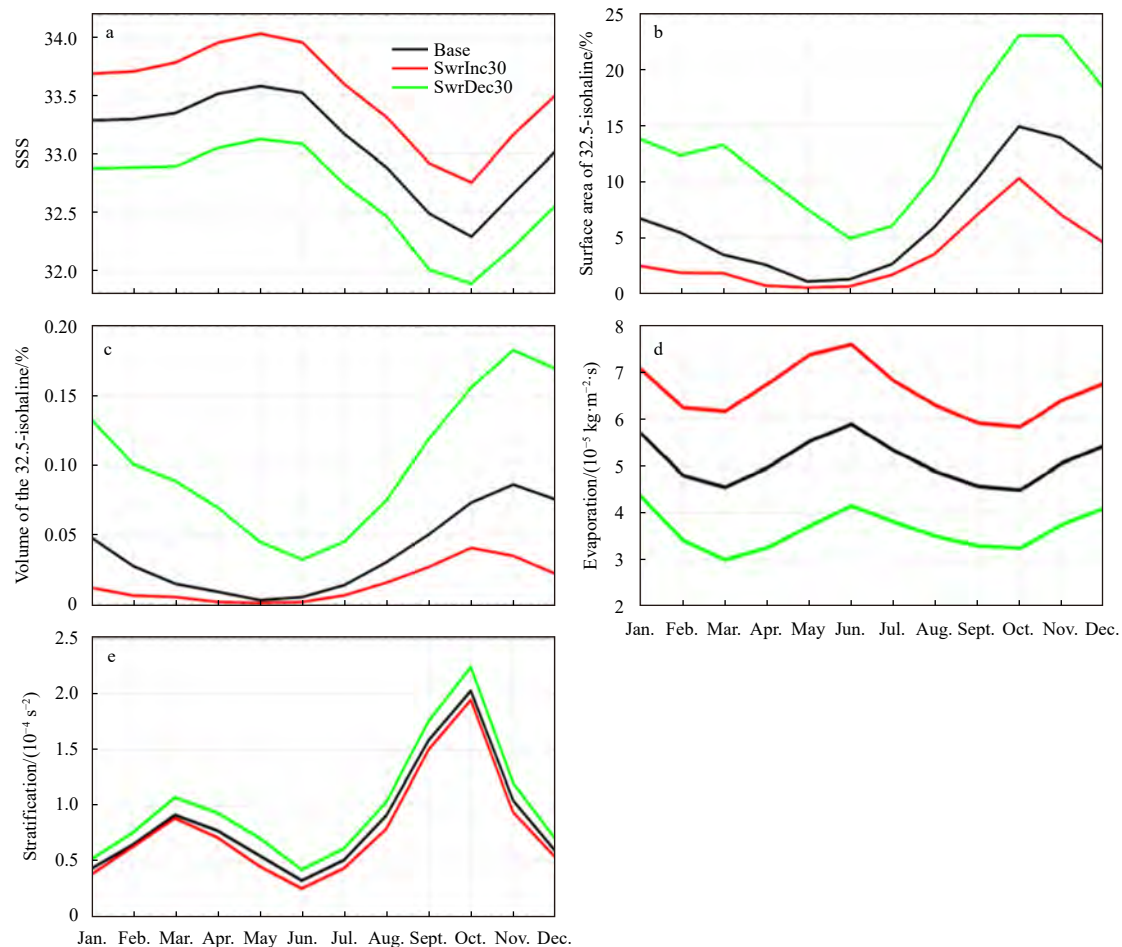 a
34.0
33.5
33.0
32.5
32.0
SSS
Base
SwrInc30
SwrDec30
b
25
20
15
10
5
0
Surface area of 32.5-isohaline/%
c
0.20
0.15
0.10
0.05
0
Volume of the 32.5-isohaline/%
d
8
7
6
5
4
3
2
Evaporation/(10⁻⁵ kg·m⁻²·s)
Jan. Feb. Mar. Apr. May Jun. Jul. Aug. Sept. Oct. Nov. Dec.
e
2.5
2.0
1.5
1.0
0.5
0
Stratification/(10⁻⁴ s⁻²)
Jan. Feb. Mar. Apr. May Jun. Jul. Aug. Sept. Oct. Nov. Dec.